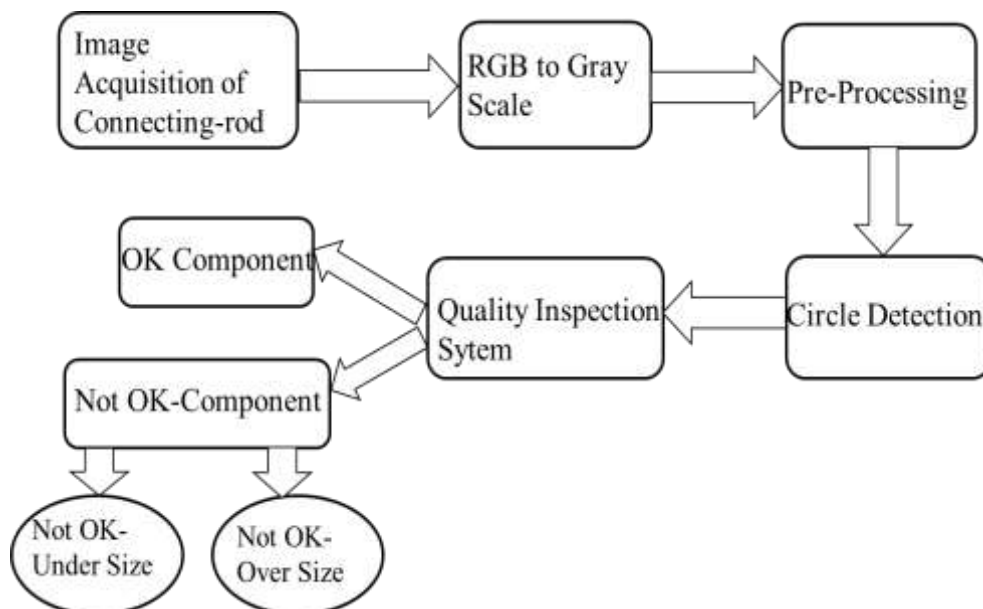 Image
Acquisition of
Connecting-rod
RGB to Gray
Scale
Pre-Processing
OK Component
Quality Inspection
Sytem
Circle Detection
Not OK-Component
Not OK-
Under Size
Not OK-
Over Size